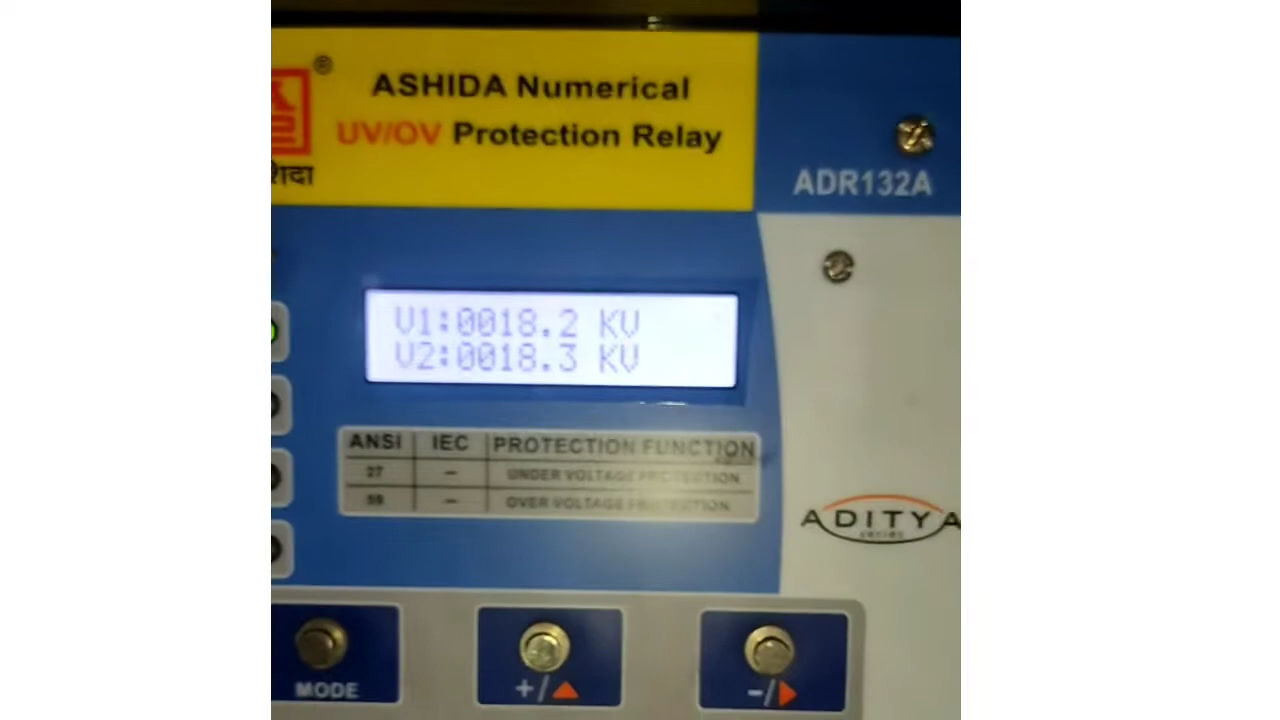 ®
ASHIDA Numerical
UV/OV Protection Relay
शिदा
ADR132A
V1:0018.2 KV
V2:0018.3 KV
ANSI IEC PROTECTION FUNCTION
27 – UNDER VOLTAGE PROTECTION
59 – OVER VOLTAGE PROTECTION
ADITYA
series
MODE
+/▲
-/▶